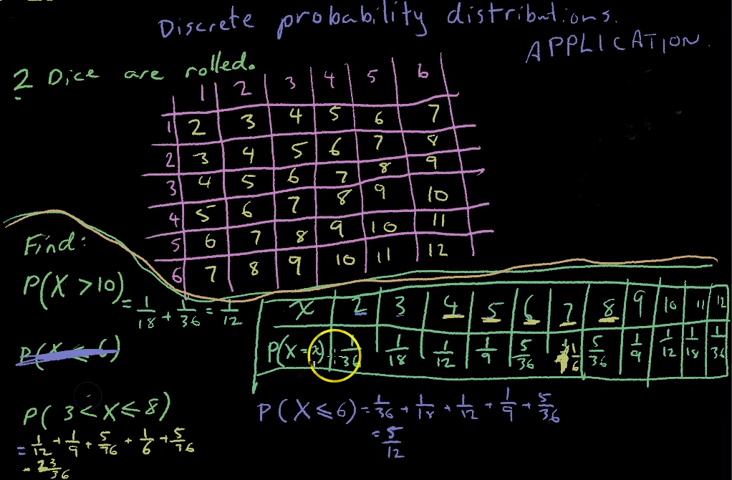 Discrete probability distributions.
APPLICATION.
2 Dice are rolled.
1 2 3 4 5 6
1 2 3 4 5 6 7
2 3 4 5 6 7 8
3 4 5 6 7 8 9
4 5 6 7 8 9 10
5 6 7 8 9 10 11
6 7 8 9 10 11 12
Find:
P(X > 10)
= 1/18 + 1/36 = 1/12
P(X ≤ 6)
x 2 3 4 5 6 7 8 9 10 11 12
P(X = x) 1/36 1/18 1/12 1/9 5/36 1/6 5/36 1/9 1/12 1/18 1/36
P( 3 < X ≤ 8)
= 1/12 + 1/9 + 5/36 + 1/6 + 5/36
= 23/36
P(X ≤ 6) = 1/36 + 1/18 + 1/12 + 1/9 + 5/36
= 5/12